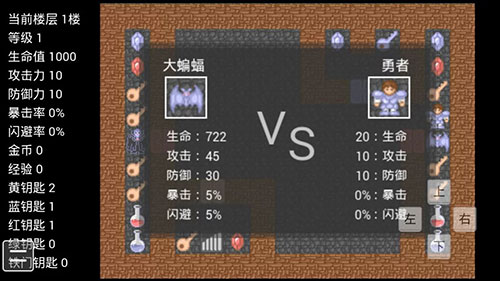 当前楼层 1楼
等级 1
生命值 1000
攻击力 10
防御力 10
暴击率 0%
闪避率 0%
金币 0
经验 0
黄钥匙 2
蓝钥匙 1
红钥匙 1
绿钥匙 0
铁门钥匙 0
大蝙蝠
生命：722
攻击：45
防御：30
暴击：5%
闪避：5%
VS
勇者
20：生命
10：攻击
10：防御
0%：暴击
0%：闪避
上
左
右
下